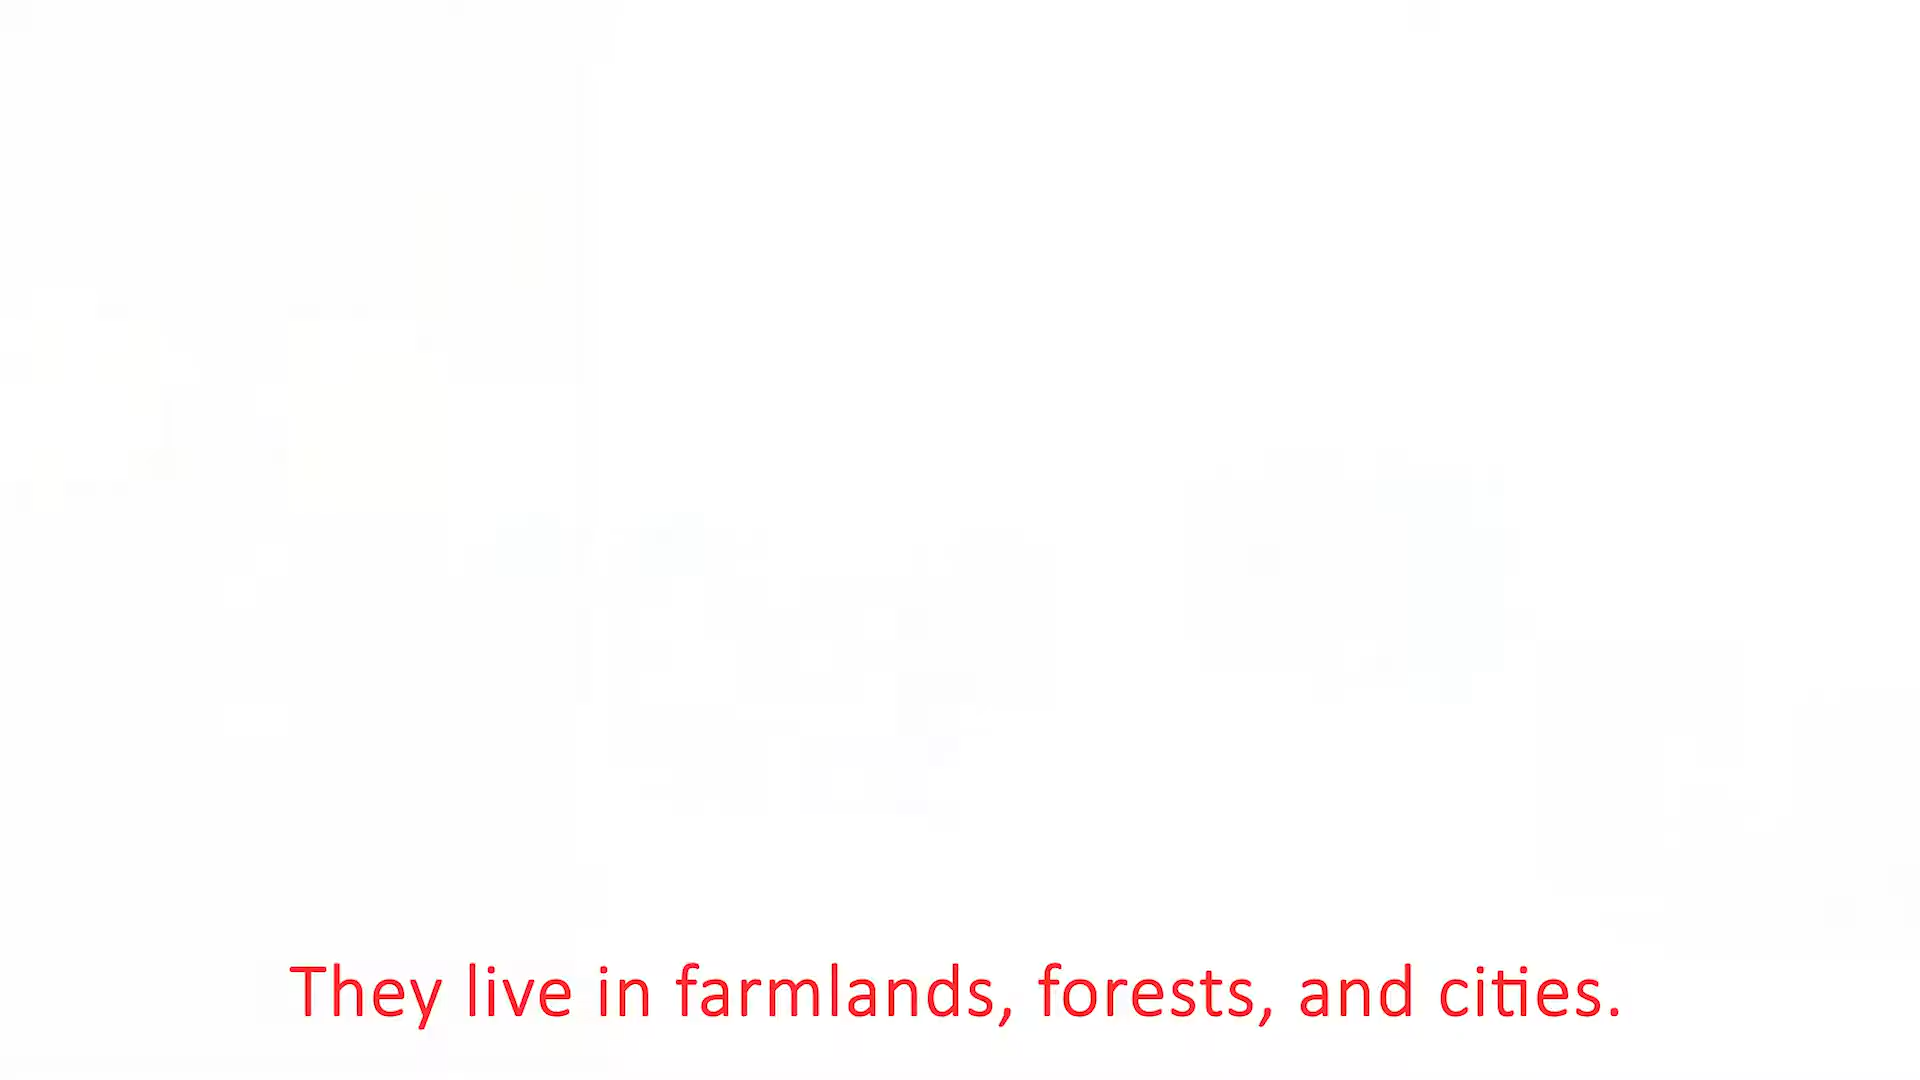 They live in farmlands, forests, and cities.